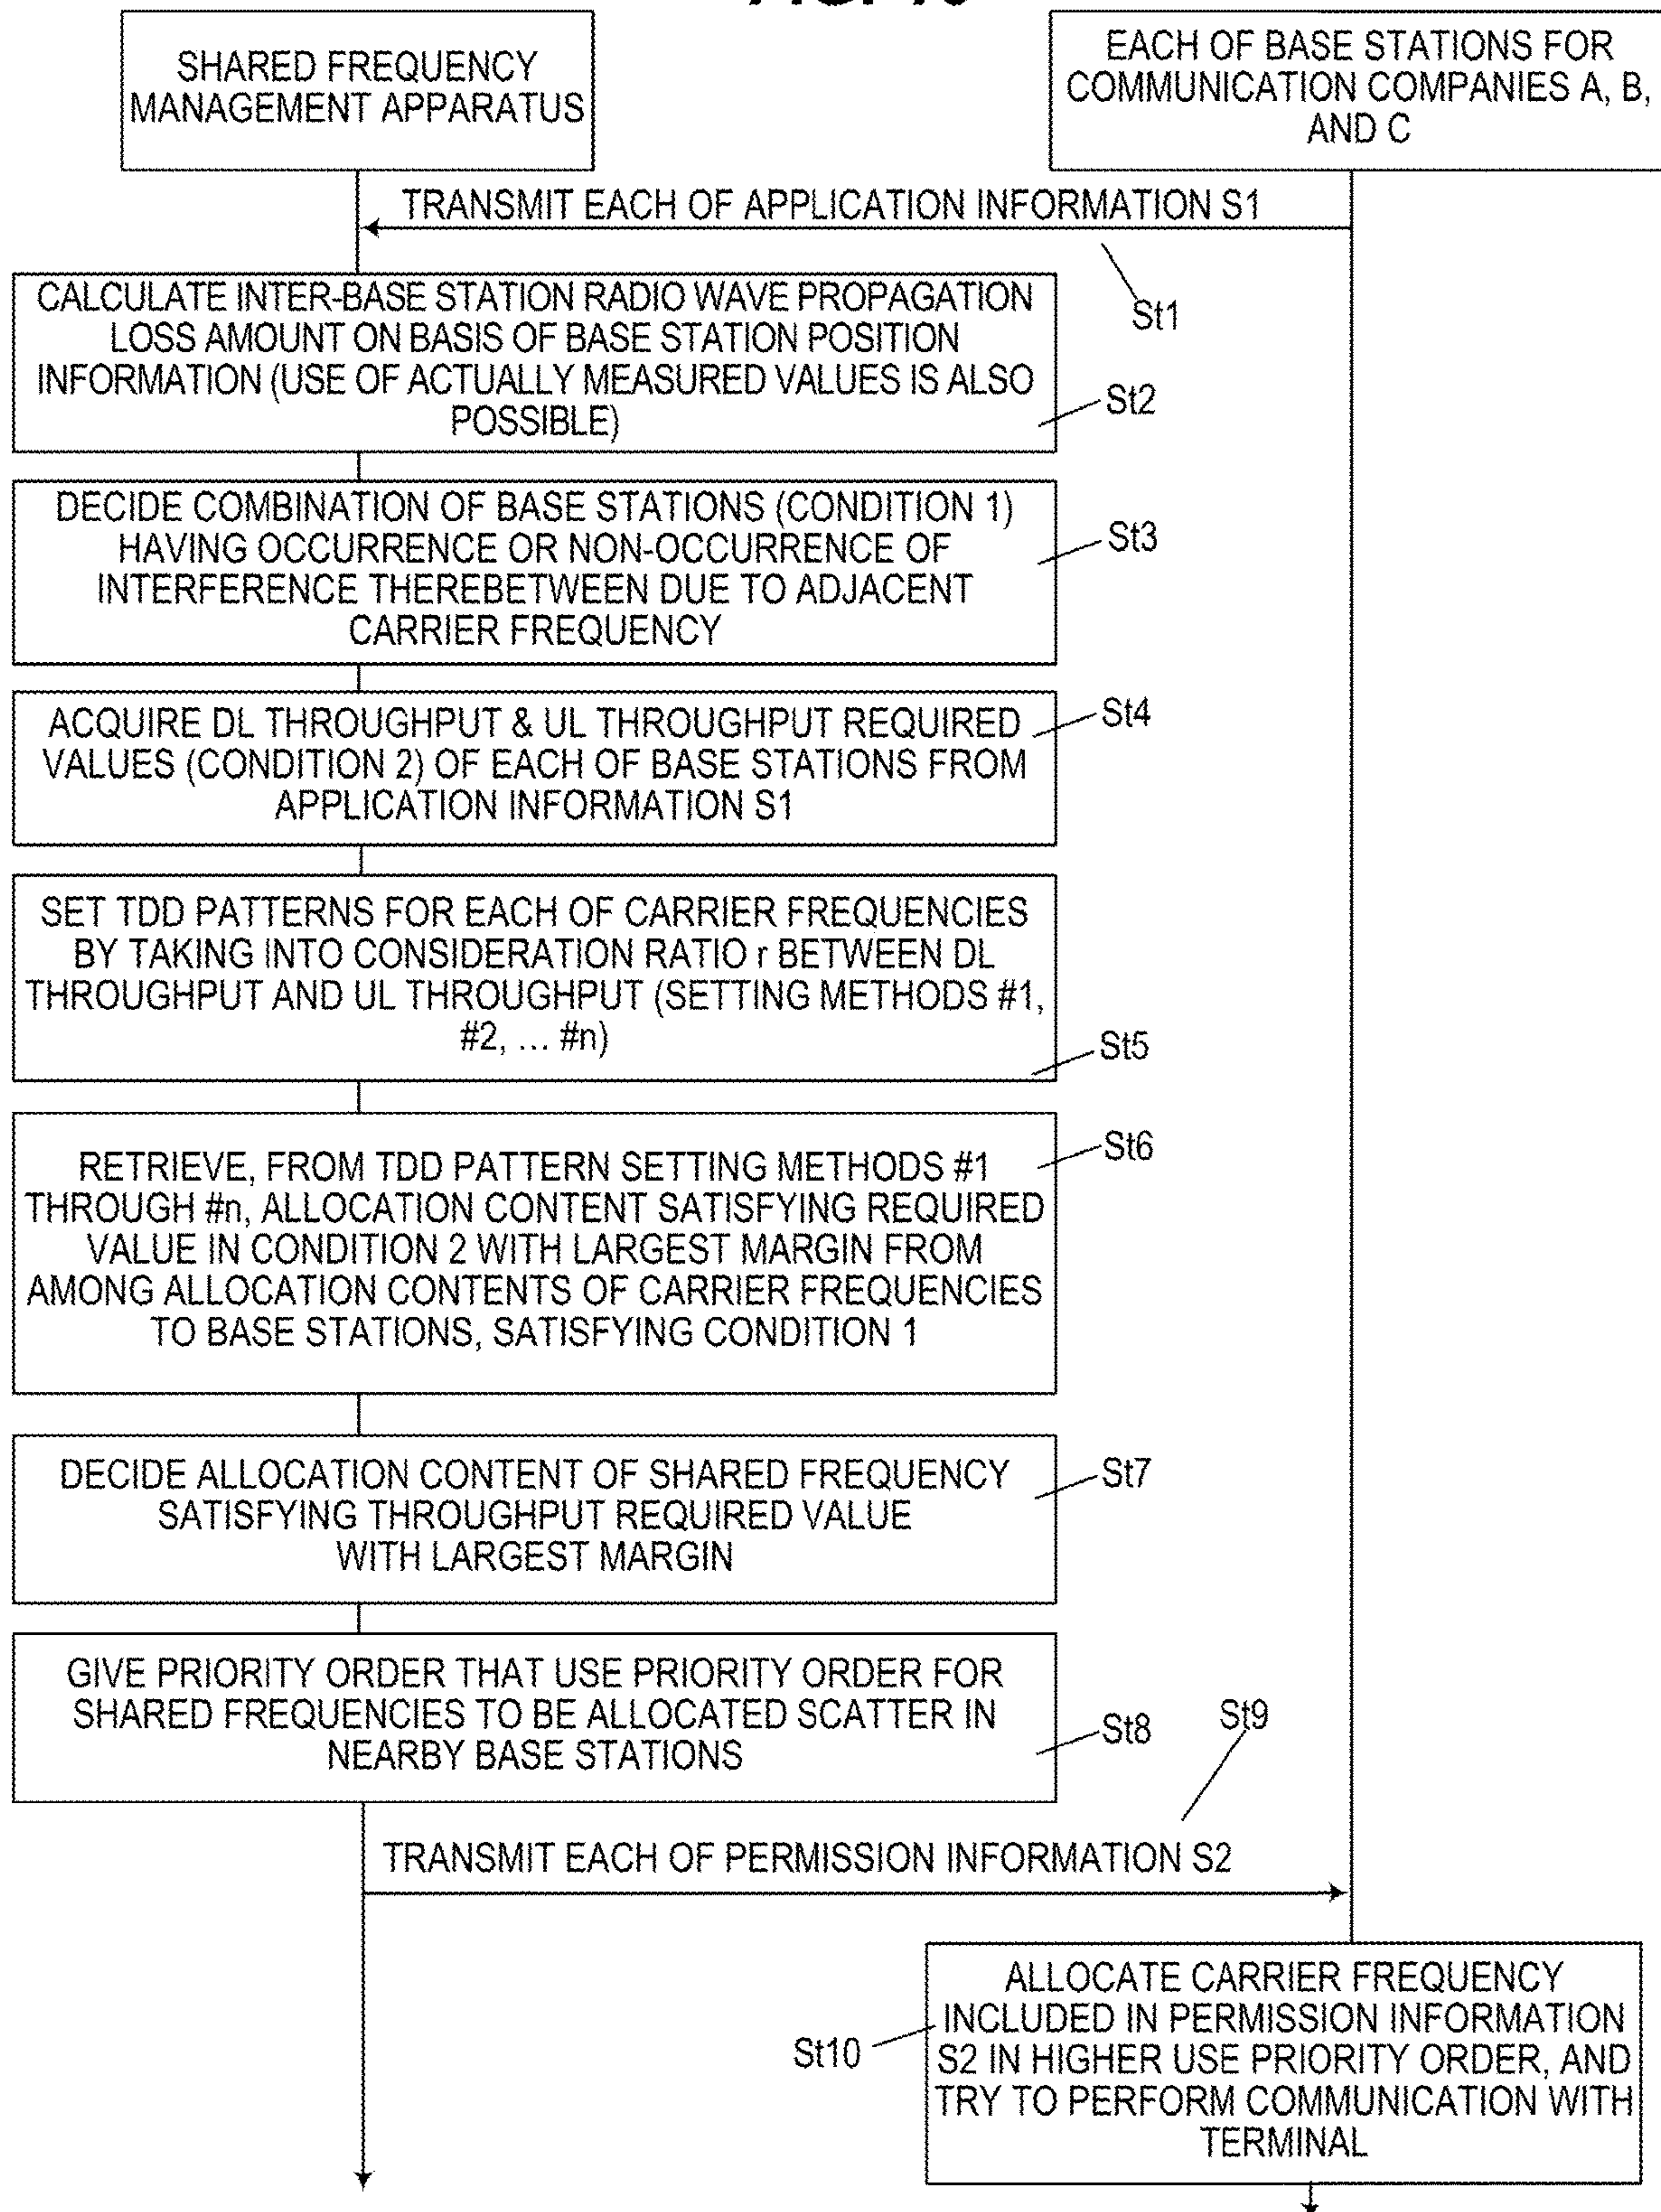 SHARED FREQUENCY
MANAGEMENT APPARATUS
EACH OF BASE STATIONS FOR
COMMUNICATION COMPANIES A, B,
AND C
TRANSMIT EACH OF APPLICATION INFORMATION S1
St1
CALCULATE INTER-BASE STATION RADIO WAVE PROPAGATION
LOSS AMOUNT ON BASIS OF BASE STATION POSITION
INFORMATION (USE OF ACTUALLY MEASURED VALUES IS ALSO
POSSIBLE)
St2
DECIDE COMBINATION OF BASE STATIONS (CONDITION 1)
HAVING OCCURRENCE OR NON-OCCURRENCE OF
INTERFERENCE THEREBETWEEN DUE TO ADJACENT
CARRIER FREQUENCY
St3
ACQUIRE DL THROUGHPUT & UL THROUGHPUT REQUIRED
VALUES (CONDITION 2) OF EACH OF BASE STATIONS FROM
APPLICATION INFORMATION S1
St4
SET TDD PATTERNS FOR EACH OF CARRIER FREQUENCIES
BY TAKING INTO CONSIDERATION RATIO r BETWEEN DL
THROUGHPUT AND UL THROUGHPUT (SETTING METHODS #1,
#2, ... #n)
St5
RETRIEVE, FROM TDD PATTERN SETTING METHODS #1
THROUGH #n, ALLOCATION CONTENT SATISFYING REQUIRED
VALUE IN CONDITION 2 WITH LARGEST MARGIN FROM
AMONG ALLOCATION CONTENTS OF CARRIER FREQUENCIES
TO BASE STATIONS, SATISFYING CONDITION 1
St6
DECIDE ALLOCATION CONTENT OF SHARED FREQUENCY
SATISFYING THROUGHPUT REQUIRED VALUE
WITH LARGEST MARGIN
St7
GIVE PRIORITY ORDER THAT USE PRIORITY ORDER FOR
SHARED FREQUENCIES TO BE ALLOCATED SCATTER IN
NEARBY BASE STATIONS
St8
St9
TRANSMIT EACH OF PERMISSION INFORMATION S2
ALLOCATE CARRIER FREQUENCY
INCLUDED IN PERMISSION INFORMATION
S2 IN HIGHER USE PRIORITY ORDER, AND
TRY TO PERFORM COMMUNICATION WITH
TERMINAL
St10